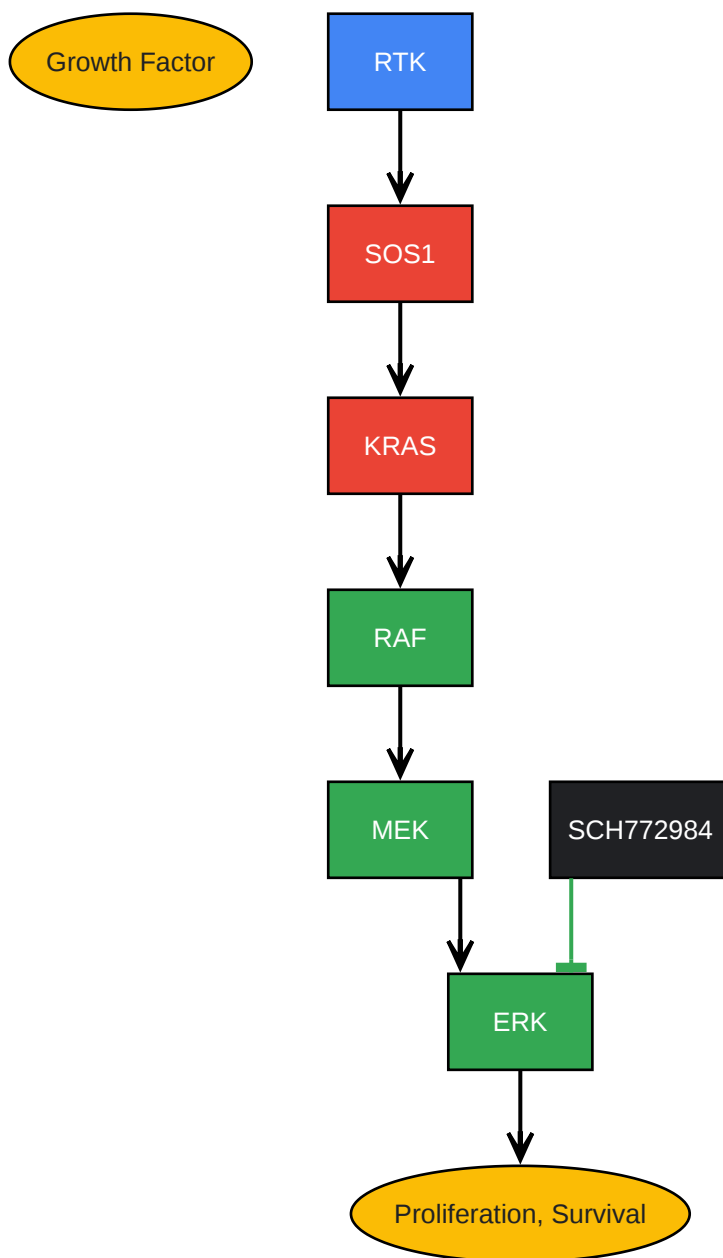 Growth Factor
RTK
SOS1
KRAS
RAF
MEK
SCH772984
ERK
Proliferation, Survival